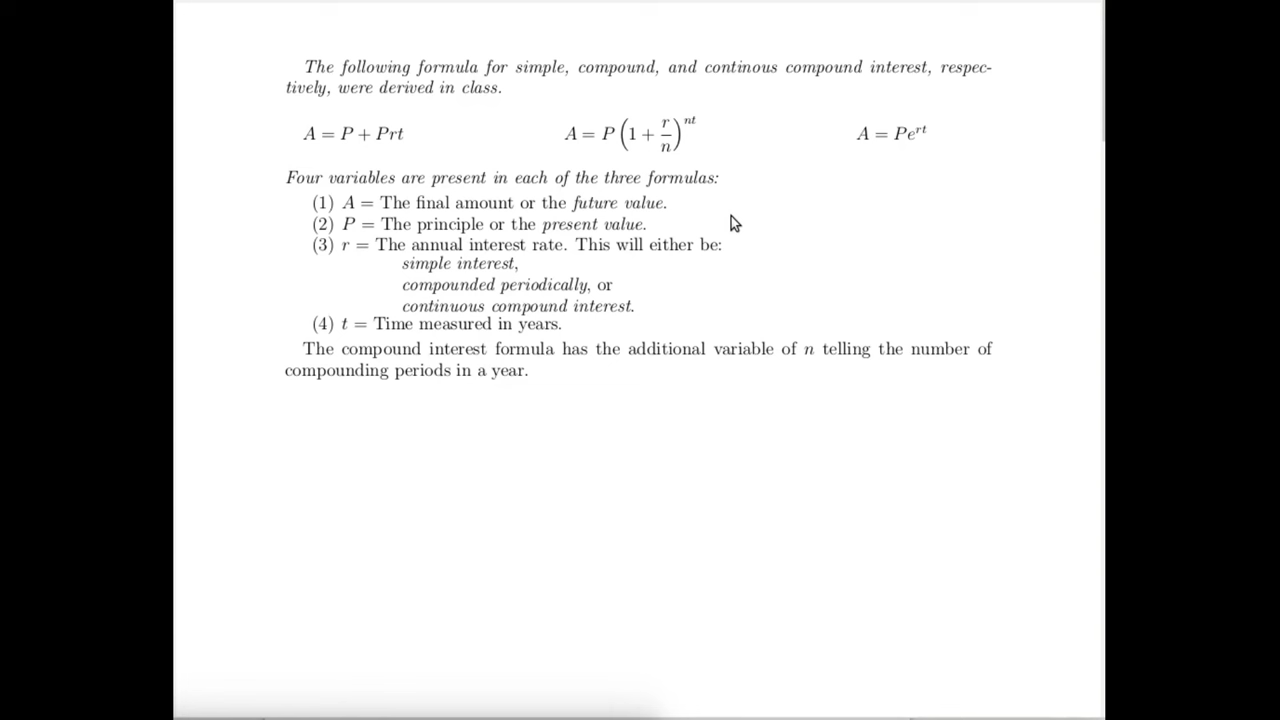 The following formula for simple, compound, and continous compound interest, respec-
tively, were derived in class.
A = P + Prt    A = P(1 + r/n)^{nt}    A = Pe^{rt}
Four variables are present in each of the three formulas:
(1) A = The final amount or the future value.
(2) P = The principle or the present value.
(3) r = The annual interest rate. This will either be:
simple interest,
compounded periodically, or
continuous compound interest.
(4) t = Time measured in years.
The compound interest formula has the additional variable of n telling the number of
compounding periods in a year.